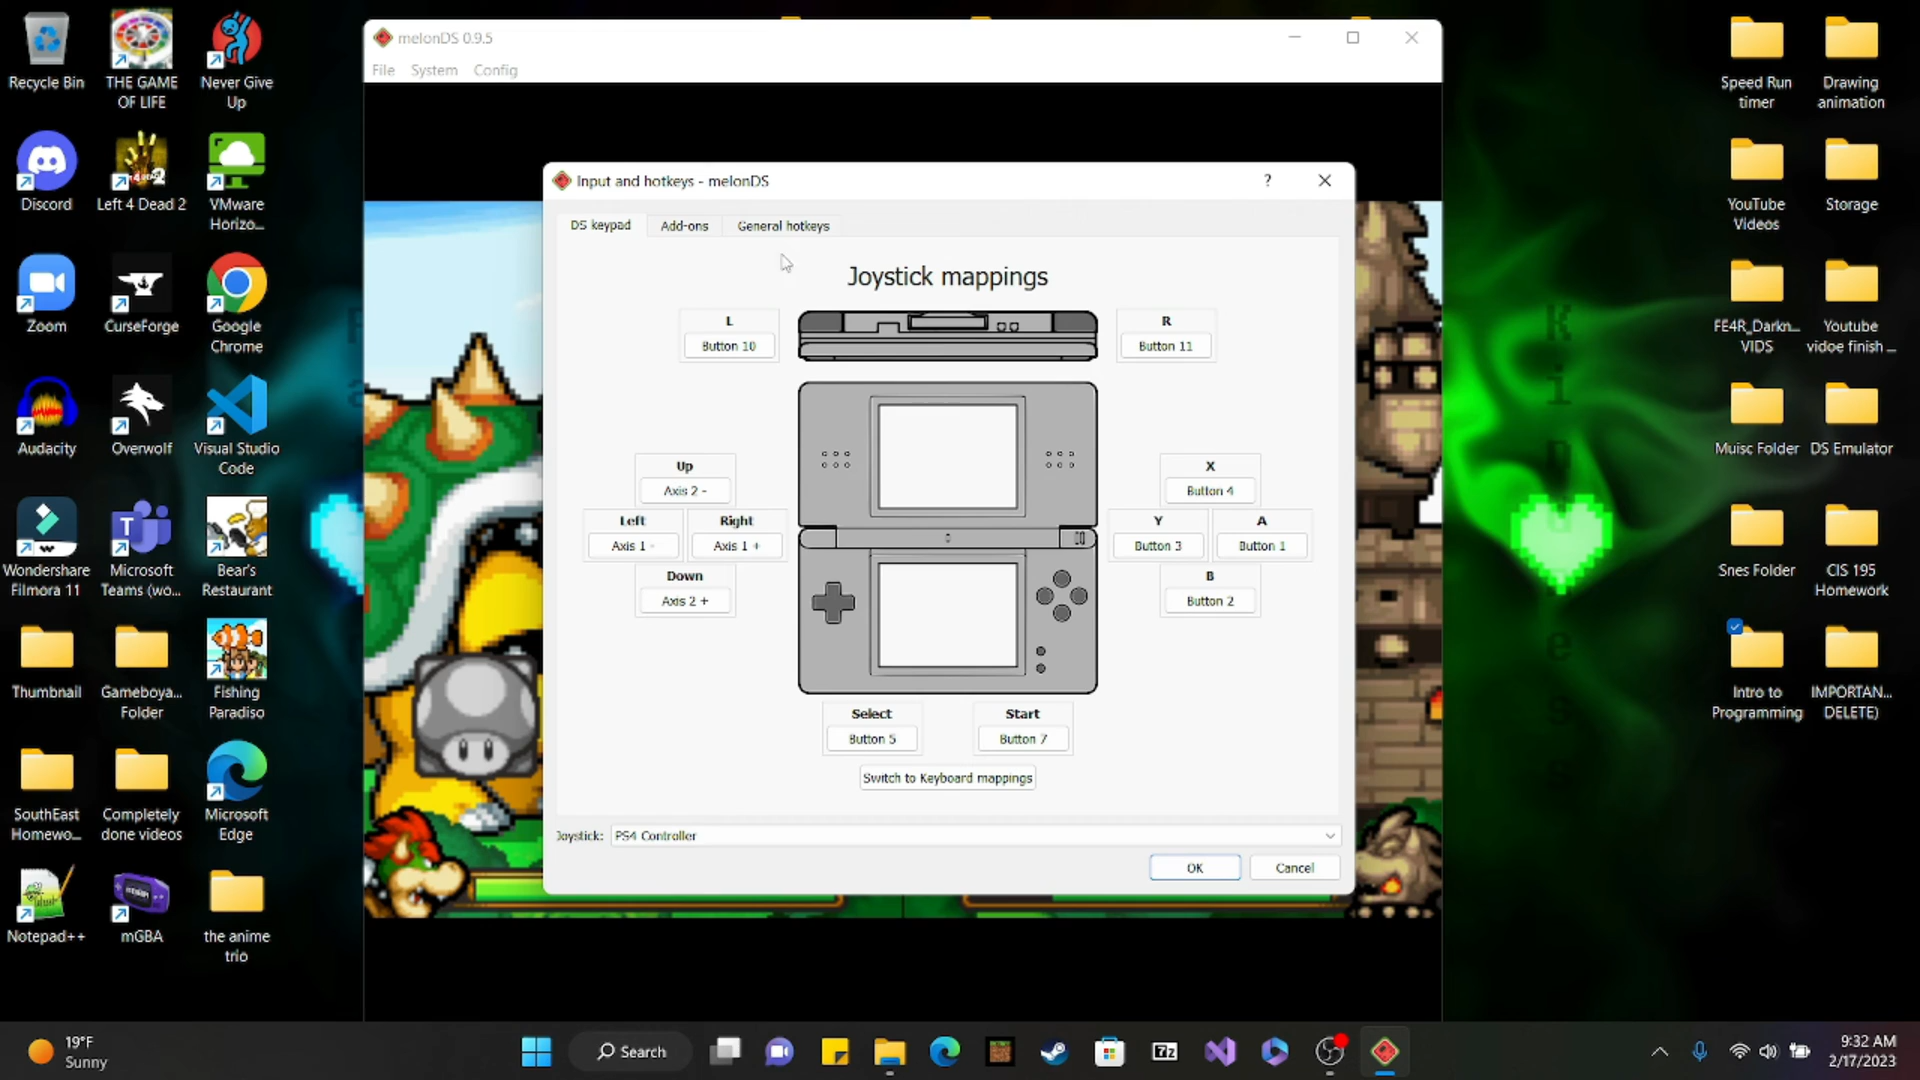 Recycle Bin
THE GAME
OF LIFE
Never Give
Up
Discord
Left 4 Dead 2
VMware
Horizo...
Zoom
CurseForge
Google
Chrome
Audacity
Overwolf
Visual Studio
Code
Wondershare
Filmora 11
Microsoft
Teams (wo...
Bear's
Restaurant
Thumbnail
Gameboya...
Folder
Fishing
Paradiso
SouthEast
Homewo...
Completely
done videos
Microsoft
Edge
Notepad++
mGBA
the anime
trio
melonDS 0.9.5
File System Config
Input and hotkeys - melonDS
?
DS keypad Add-ons General hotkeys
Joystick mappings
L
Button 10
R
Button 11
Up
Axis 2 -
Left
Axis 1 -
Right
Axis 1 +
Down
Axis 2 +
X
Button 4
Y
Button 3
A
Button 1
B
Button 2
Select
Button 5
Start
Button 7
Switch to Keyboard mappings
Joystick: PS4 Controller
OK
Cancel
Speed Run
timer
Drawing
animation
YouTube
Videos
Storage
FE4R_Darkn...
VIDS
Youtube
vidoe finish ...
Muisc Folder
DS Emulator
Snes Folder
CIS 195
Homework
Intro to
Programming
IMPORTAN...
DELETE)
19°F
Sunny
Search
7z
9:32 AM
2/17/2023